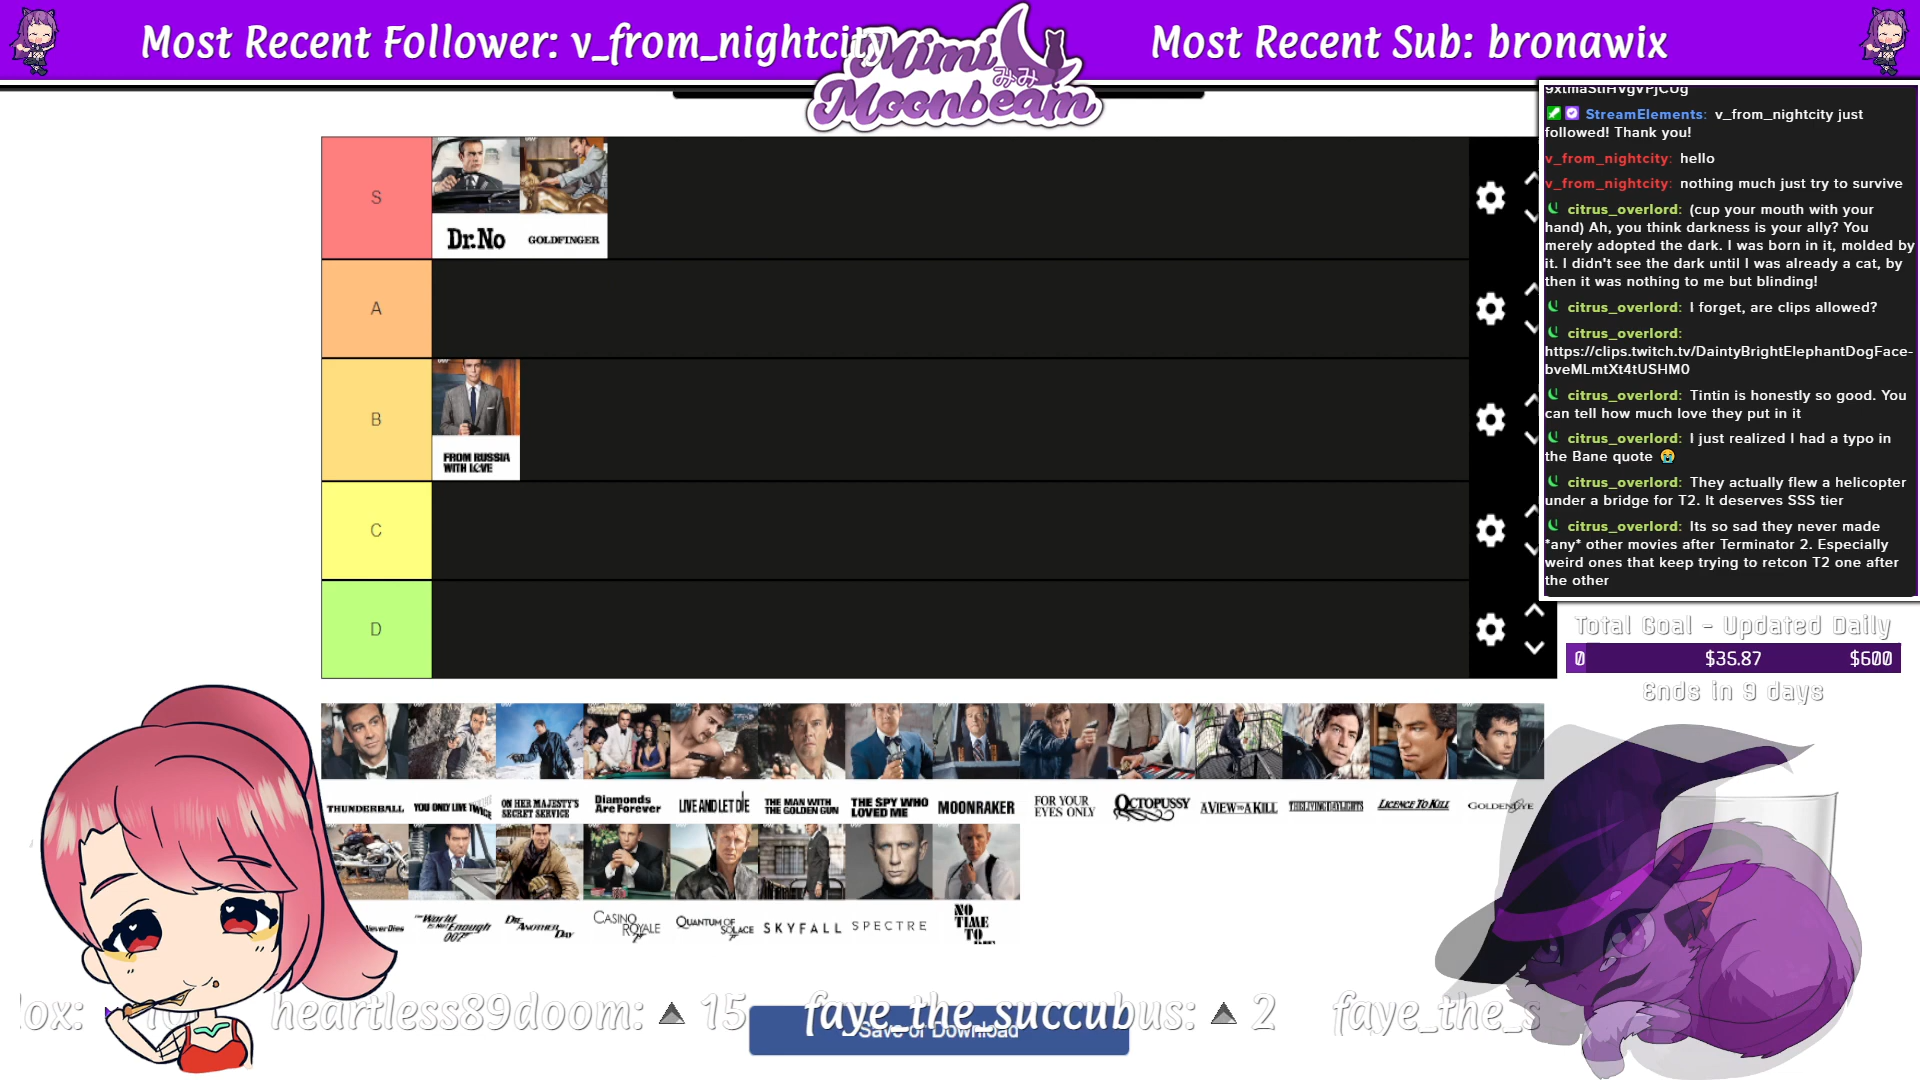 Most Recent Follower: v_from_nightcity
Mimi
みみ
Moonbeam
Most Recent Sub: bronawix
9xtmaStiHVgVPjCUg
StreamElements: v_from_nightcity just
followed! Thank you!
v_from_nightcity: hello
v_from_nightcity: nothing much just try to survive
citrus_overlord: (cup your mouth with your
hand) Ah, you think darkness is your ally? You
merely adopted the dark. I was born in it, molded by
it. I didn't see the dark until I was already a cat, by
then it was nothing to me but blinding!
citrus_overlord: I forget, are clips allowed?
citrus_overlord:
https://clips.twitch.tv/DaintyBrightElephantDogFace-
bveMLmtXt4tUSHM0
citrus_overlord: Tintin is honestly so good. You
can tell how much love they put in it
citrus_overlord: I just realized I had a typo in
the Bane quote 😭
citrus_overlord: They actually flew a helicopter
under a bridge for T2. It deserves SSS tier
citrus_overlord: Its so sad they never made
*any* other movies after Terminator 2. Especially
weird ones that keep trying to retcon T2 one after
the other
S
Dr.No
GOLDFINGER
A
B
FROM RUSSIA
WITH LOVE
C
D
Total Goal - Updated Daily
0 $35.87 $600
Ends in 9 days
THUNDERBALL
YOU ONLY LIVE TWICE
ON HER MAJESTY'S
SECRET SERVICE
Diamonds
Are Forever
LIVE AND LET DIE
THE MAN WITH
THE GOLDEN GUN
THE SPY WHO
LOVED ME
MOONRAKER
FOR YOUR
EYES ONLY
OCTOPUSSY
A VIEW TO A KILL
THE LIVING DAYLIGHTS
LICENCE TO KILL
GOLDENEYE
Never Dies
The World
Is Not Enough
007
Die
Another
Day
CASINO
ROYALE
QUANTUM OF
SOLACE
SKYFALL
SPECTRE
NO
TIME
TO
lox:
heartless89doom: ▲ 15
faye_the_succubus: ▲ 2
faye_the_s
Save or Download